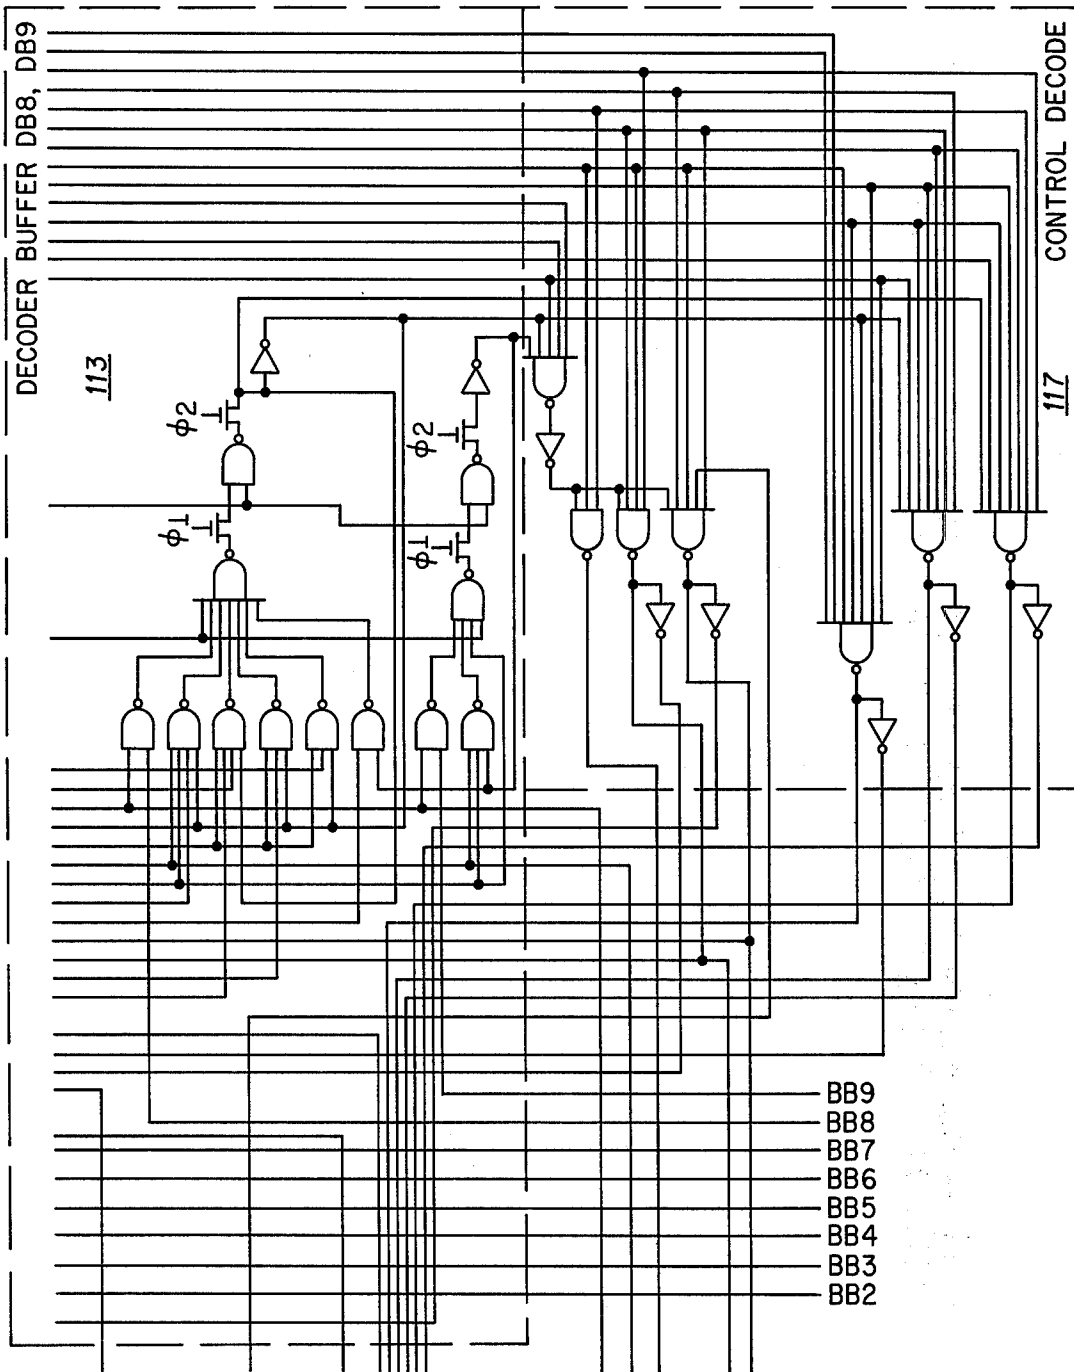 DECODER BUFFER DB8, DB9
113
CONTROL DECODE
117
ϕ2
ϕ2
ϕ1
ϕ1
BB9
BB8
BB7
BB6
BB5
BB4
BB3
BB2